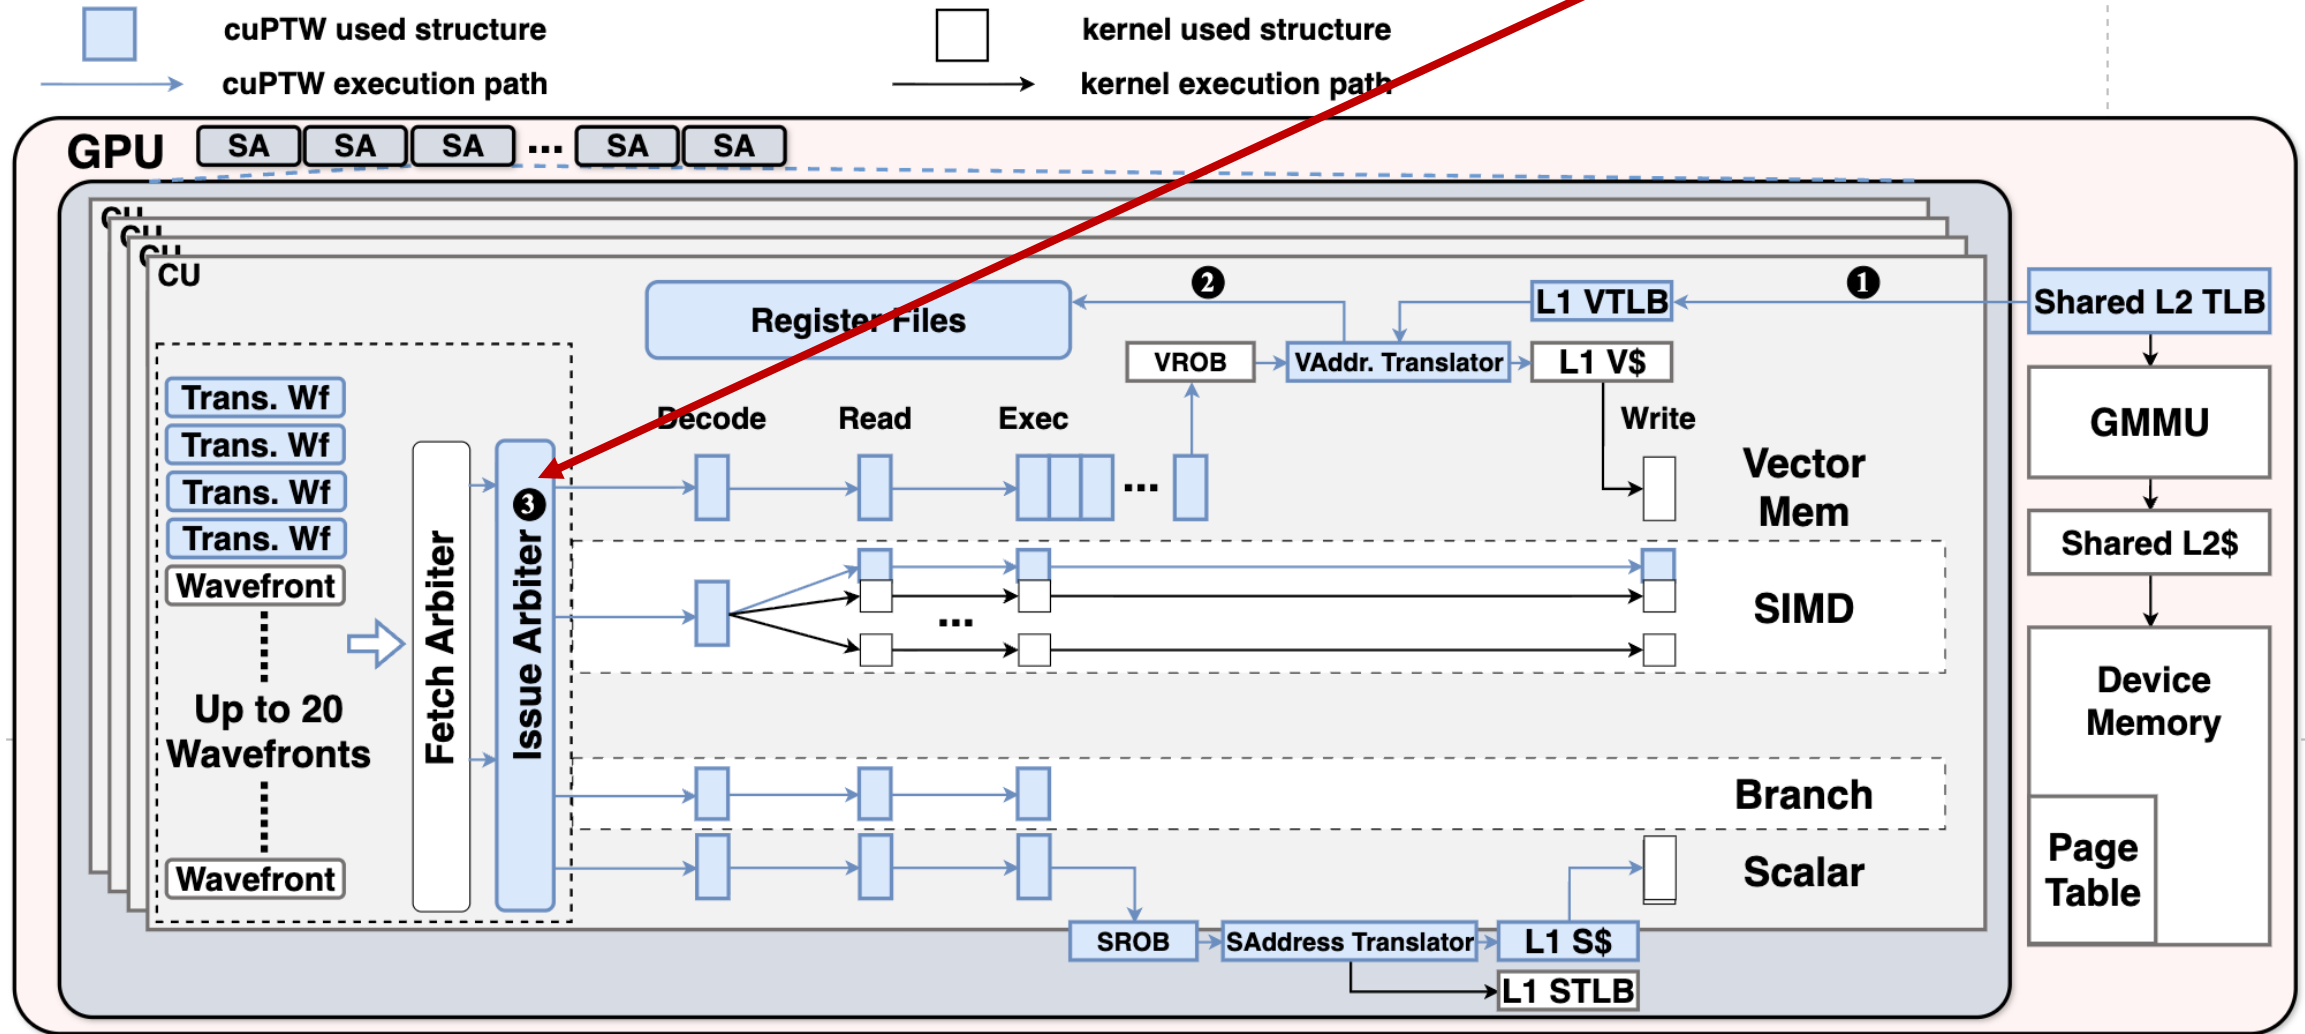 cuPTW used structure
kernel used structure
cuPTW execution path
kernel execution path
GPU
SA
SA
SA
...
SA
SA
CU
CU
CU
CU
❷
❶
Register Files
L1 VTLB
Shared L2 TLB
VROB
VAddr. Translator
L1 V$
GMMU
Trans. Wf
Trans. Wf
Trans. Wf
Trans. Wf
Wavefront
Up to 20
Wavefronts
Wavefront
Fetch Arbiter
Issue Arbiter ❸
Decode
Read
Exec
Write
...
Vector
Mem
Shared L2$
...
SIMD
Device
Memory
Branch
Scalar
Page
Table
SROB
SAddress Translator
L1 S$
L1 STLB